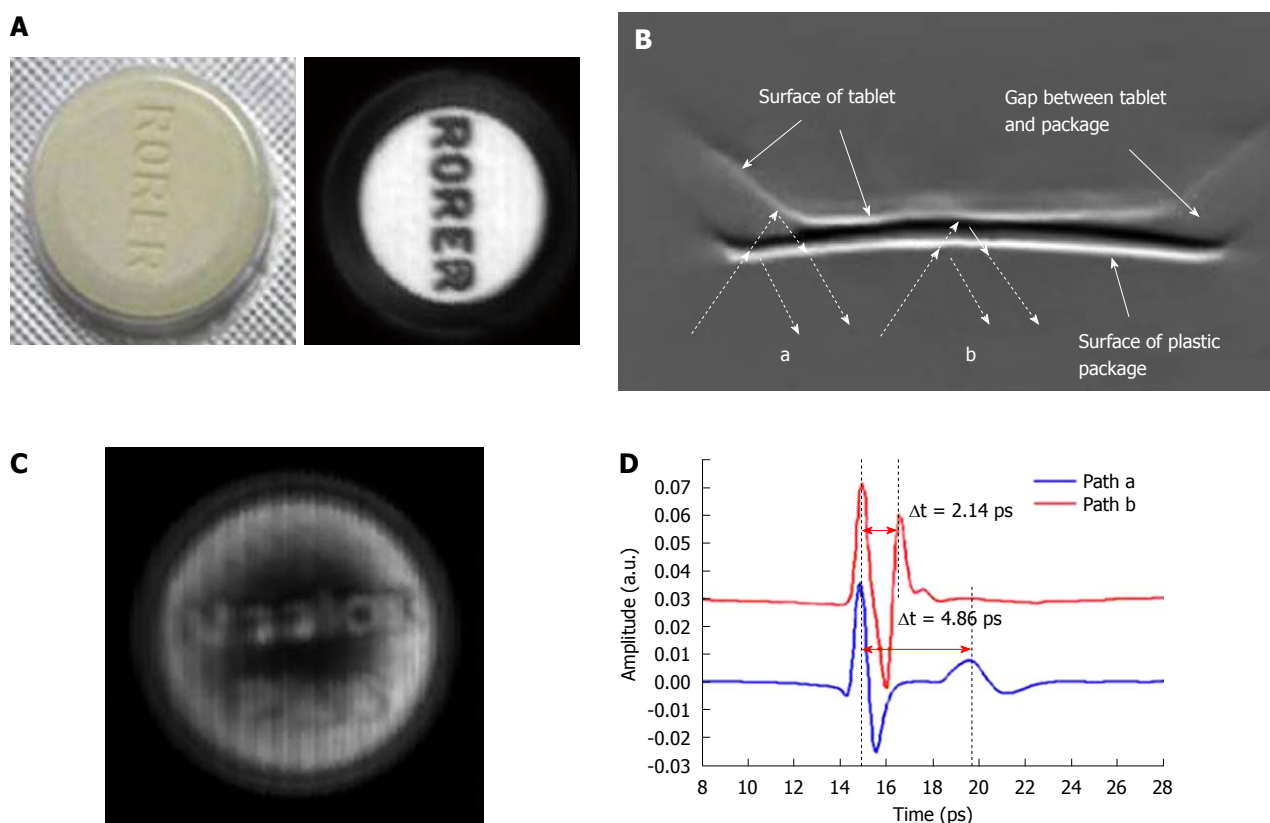 A
RORER
RORER
B
Surface of tablet
Gap between tablet
and package
a
b
Surface of plastic
package
C
D
Path a
Path b
Δt = 2.14 ps
Δt = 4.86 ps
Amplitude (a.u.)
0.07
0.06
0.05
0.04
0.03
0.02
0.01
0.00
-0.01
-0.02
-0.03
8
10
12
14
16
18
20
22
24
26
28
Time (ps)